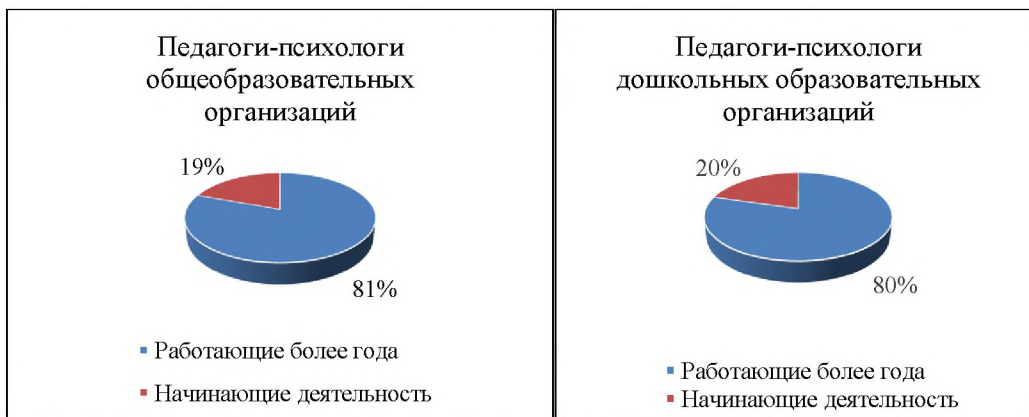 Педагоги-психологи
общеобразовательных
организаций
19%
81%
Работающие более года
Начинающие деятельность
Педагоги-психологи
дошкольных образовательных
организаций
20%
80%
Работающие более года
Начинающие деятельность